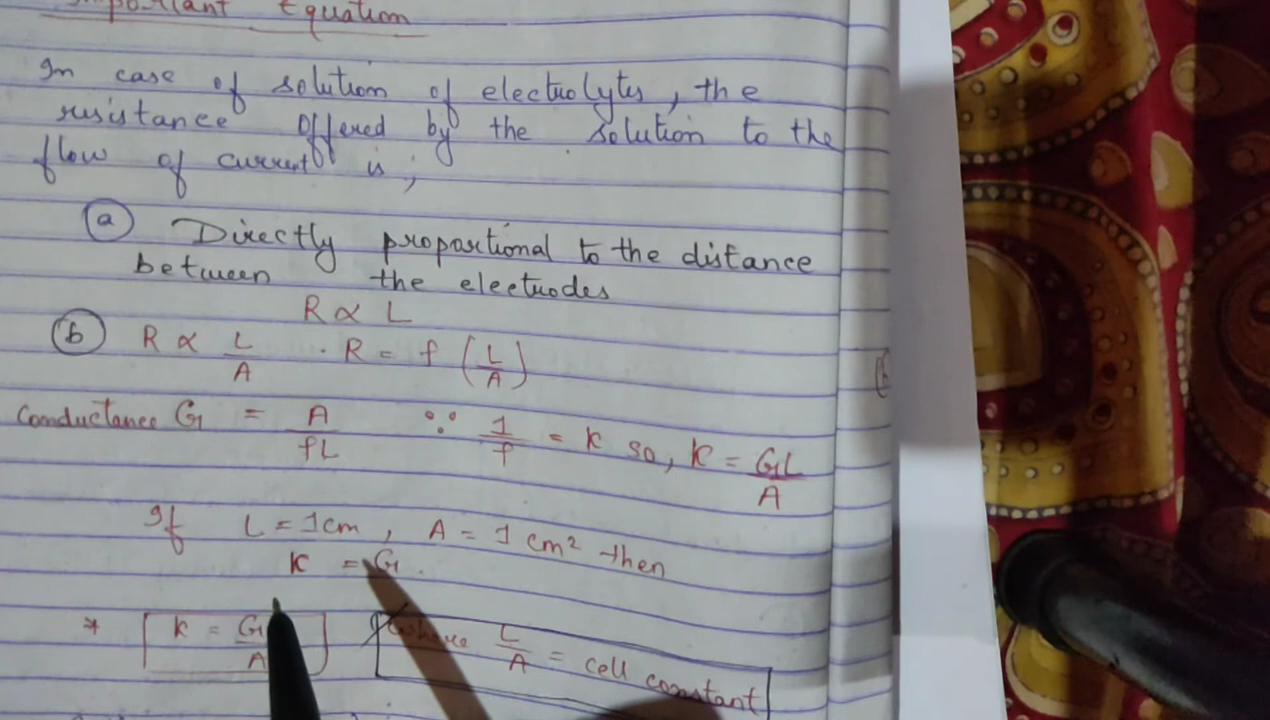 Important Equation
In case of solution of electrolytes, the
resistance offered by the solution to the
flow of current is;
(a) Directly proportional to the distance
between the electrodes
R ∝ L
(b) R ∝ L/A . R = f (L/A)
Conductance G = A/fL ∵ 1/f = K so, K = GL/A
If L = 1cm, A = 1 cm² then
K = G.
* K = G/A where L/A = cell constant